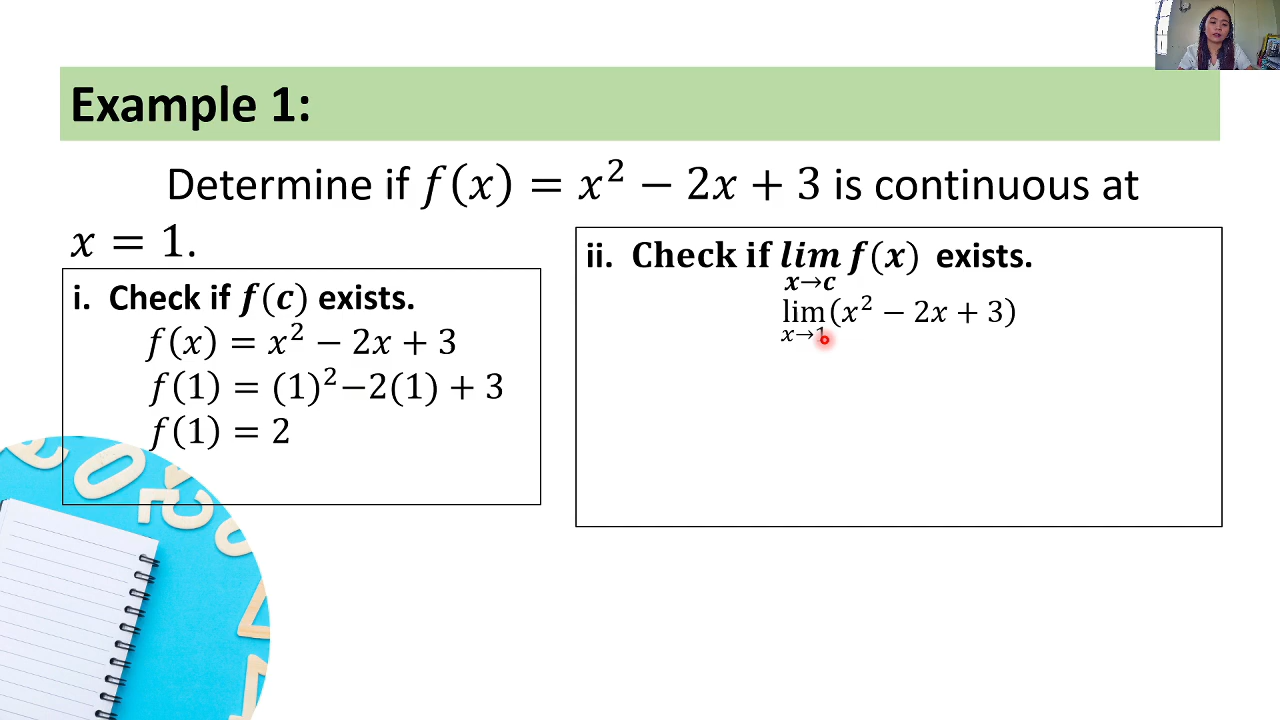 Example 1:
Determine if f(x) = x² − 2x + 3 is continuous at
x = 1.
i. Check if f(c) exists.
f(x) = x² − 2x + 3
f(1) = (1)²−2(1) + 3
f(1) = 2
ii. Check if lim f(x) exists.
x→c
lim(x² − 2x + 3)
x→1